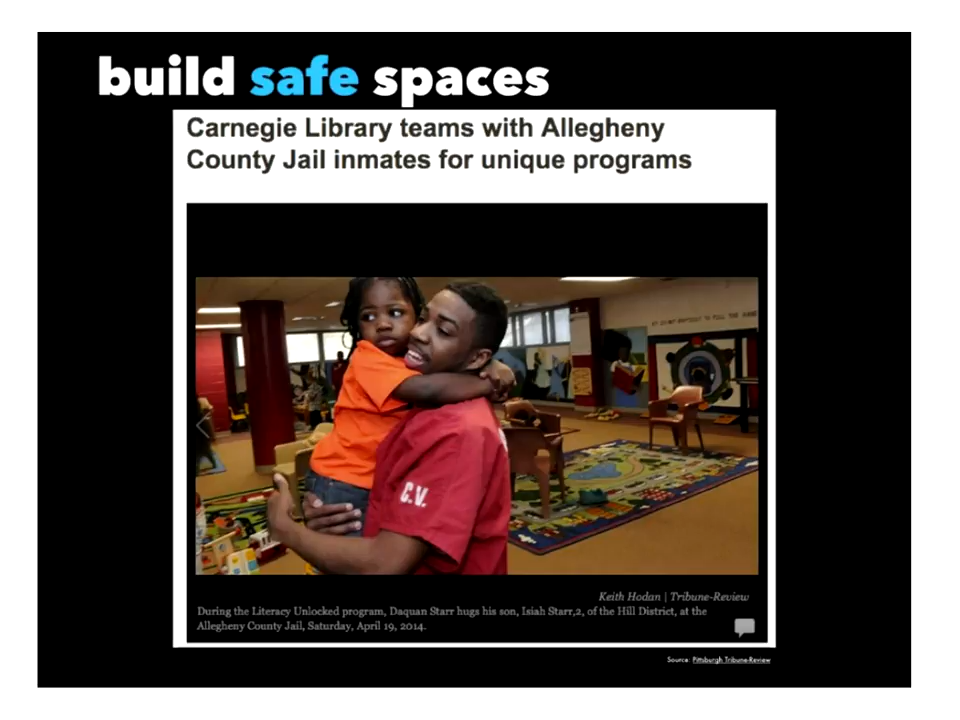 build safe spaces
Carnegie Library teams with Allegheny
County Jail inmates for unique programs
C.V.
Keith Hodan | Tribune-Review
During the Literacy Unlocked program, Daquan Starr hugs his son, Isiah Starr,2, of the Hill District, at the
Allegheny County Jail, Saturday, April 19, 2014.
Source: Pittsburgh Tribune-Review